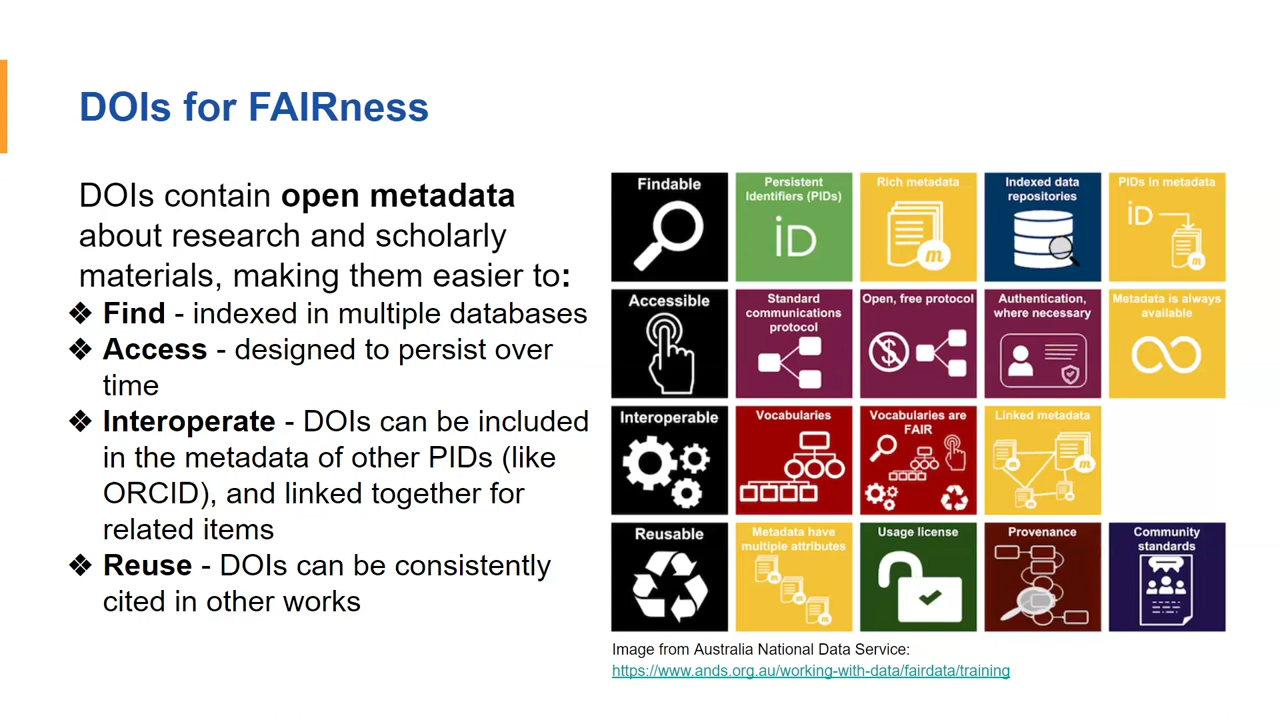 DOIs for FAIRness
DOIs contain open metadata
about research and scholarly
materials, making them easier to:
❖ Find - indexed in multiple databases
❖ Access - designed to persist over
time
❖ Interoperate - DOIs can be included
in the metadata of other PIDs (like
ORCID), and linked together for
related items
❖ Reuse - DOIs can be consistently
cited in other works
Findable
Persistent
Identifiers (PIDs)
iD
Rich metadata
m
Indexed data
repositories
PIDs in metadata
iD
m
Accessible
Standard
communications
protocol
Open, free protocol
$
Authentication,
where necessary
Metadata is always
available
Interoperable
Vocabularies
Vocabularies are
FAIR
Linked metadata
m
m
m
m
Reusable
Metadata have
multiple attributes
m
m
m
Usage license
Provenance
Community
standards
Image from Australia National Data Service:
https://www.ands.org.au/working-with-data/fairdata/training